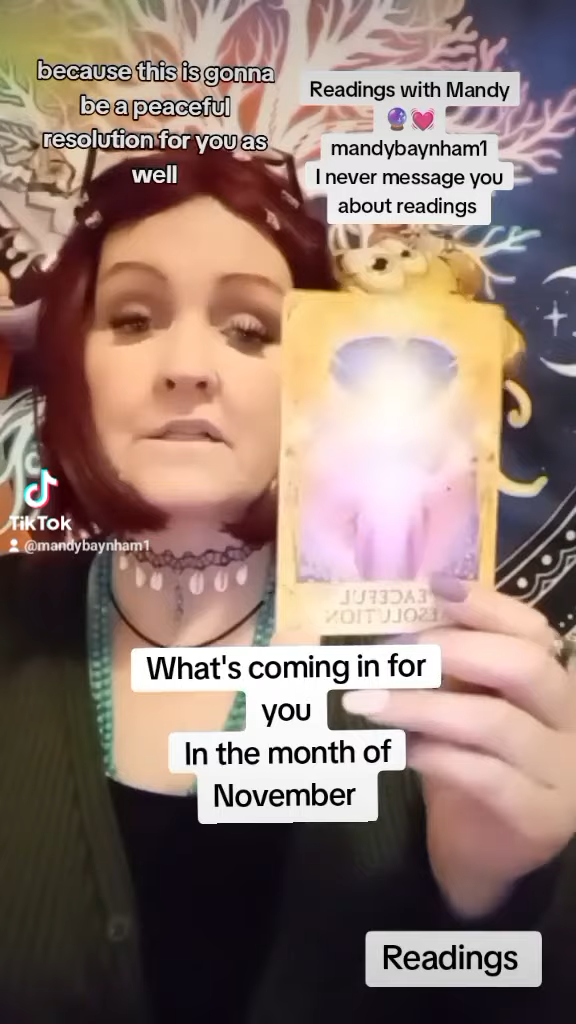 because this is gonna
be a peaceful
resolution for you as
well
Readings with Mandy
🔮💓
mandybaynham1
I never message you
about readings
TikTok
@mandybaynham1
PEACEFUL
RESOLUTION
What's coming in for
you
In the month of
November
Readings